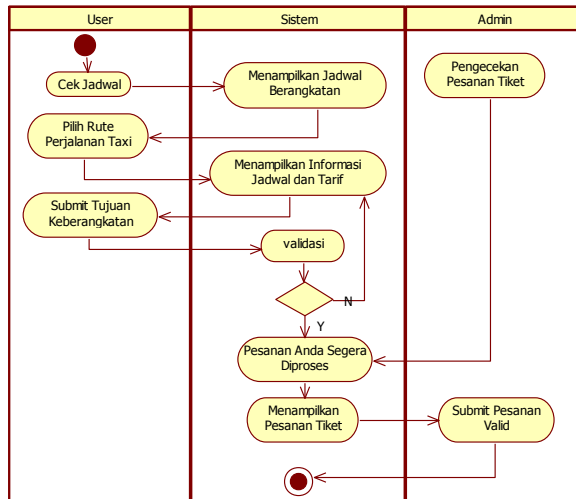 User
Sistem
Admin
Cek Jadwal
Menampilkan Jadwal
Berangkatan
Pengecekan
Pesanan Tiket
Pilih Rute
Perjalanan Taxi
Menampilkan Informasi
Jadwal dan Tarif
Submit Tujuan
Keberangkatan
validasi
N
Y
Pesanan Anda Segera
Diproses
Menampilkan
Pesanan Tiket
Submit Pesanan
Valid